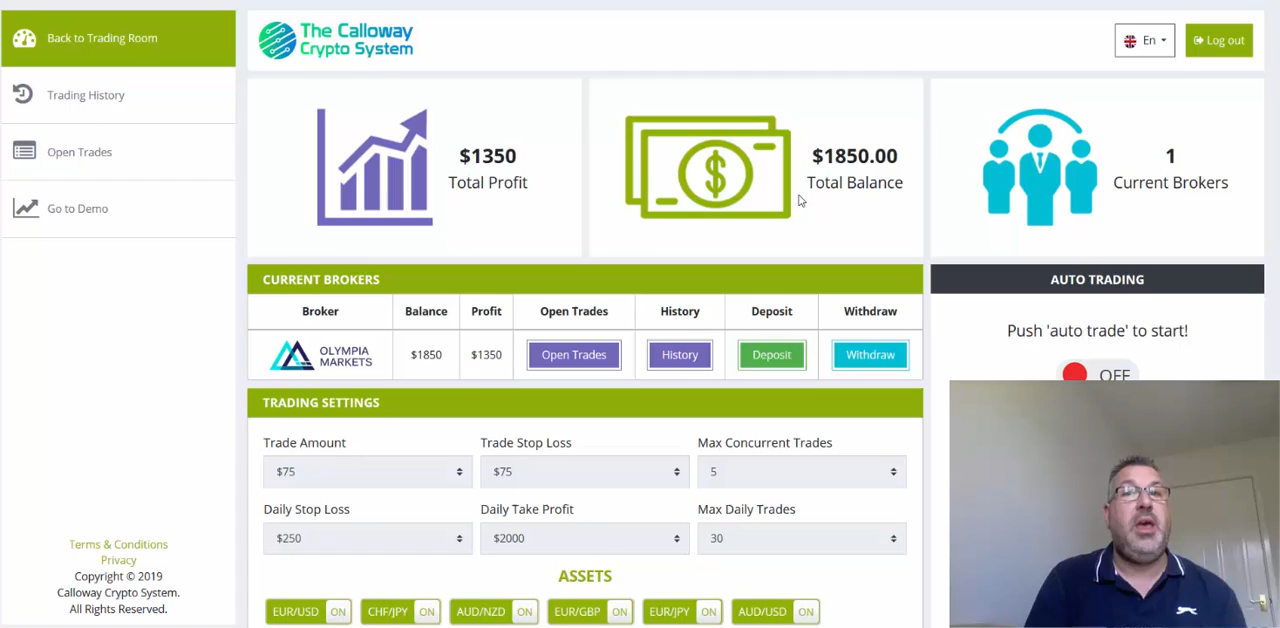 Back to Trading Room
Trading History
Open Trades
Go to Demo
Terms & Conditions
Privacy
Copyright © 2019
Calloway Crypto System.
All Rights Reserved.
The Calloway
Crypto System
En
Log out
$1350
Total Profit
$1850.00
Total Balance
1
Current Brokers
CURRENT BROKERS
Broker Balance Profit Open Trades History Deposit Withdraw
OLYMPIA
MARKETS
$1850 $1350 Open Trades History Deposit Withdraw
AUTO TRADING
Push 'auto trade' to start!
OFF
TRADING SETTINGS
Trade Amount Trade Stop Loss Max Concurrent Trades
$75 $75 5
Daily Stop Loss Daily Take Profit Max Daily Trades
$250 $2000 30
ASSETS
EUR/USD ON CHF/JPY ON AUD/NZD ON EUR/GBP ON EUR/JPY ON AUD/USD ON